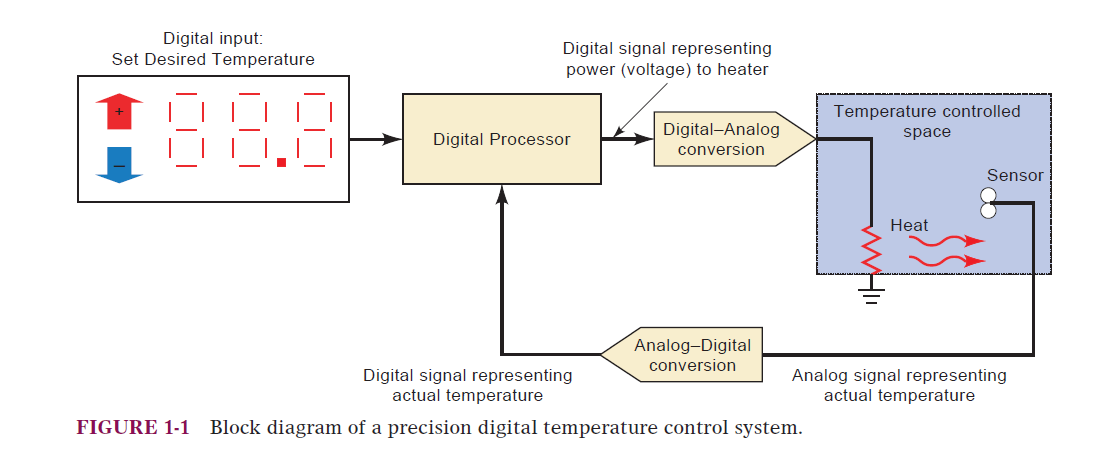 Digital input:
Set Desired Temperature
+
–
Digital Processor
Digital signal representing
power (voltage) to heater
Digital–Analog
conversion
Temperature controlled
space
Sensor
Heat
Analog–Digital
conversion
Digital signal representing
actual temperature
Analog signal representing
actual temperature
FIGURE 1-1 Block diagram of a precision digital temperature control system.